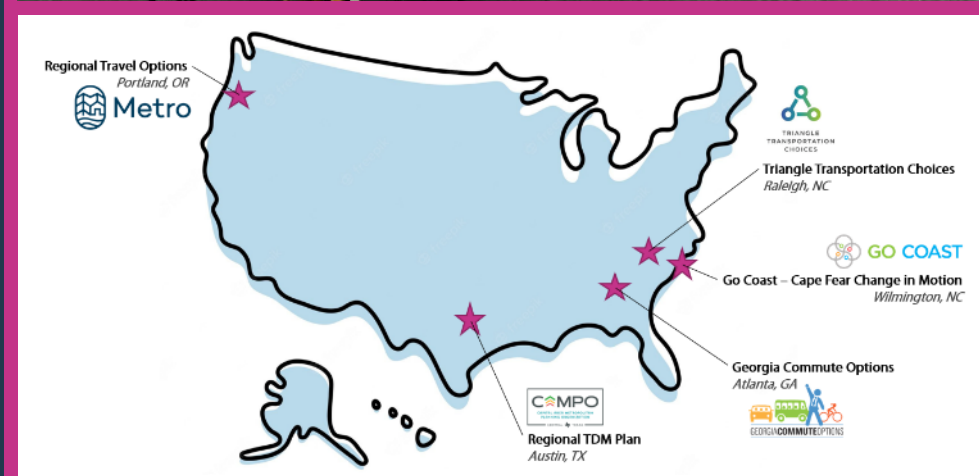 Regional Travel Options
Portland, OR
Metro
TRIANGLE
TRANSPORTATION
CHOICES
Triangle Transportation Choices
Raleigh, NC
GO COAST
Go Coast – Cape Fear Change in Motion
Wilmington, NC
Georgia Commute Options
Atlanta, GA
GEORGIACOMMUTEOPTIONS
CAMPO
Regional TDM Plan
Austin, TX